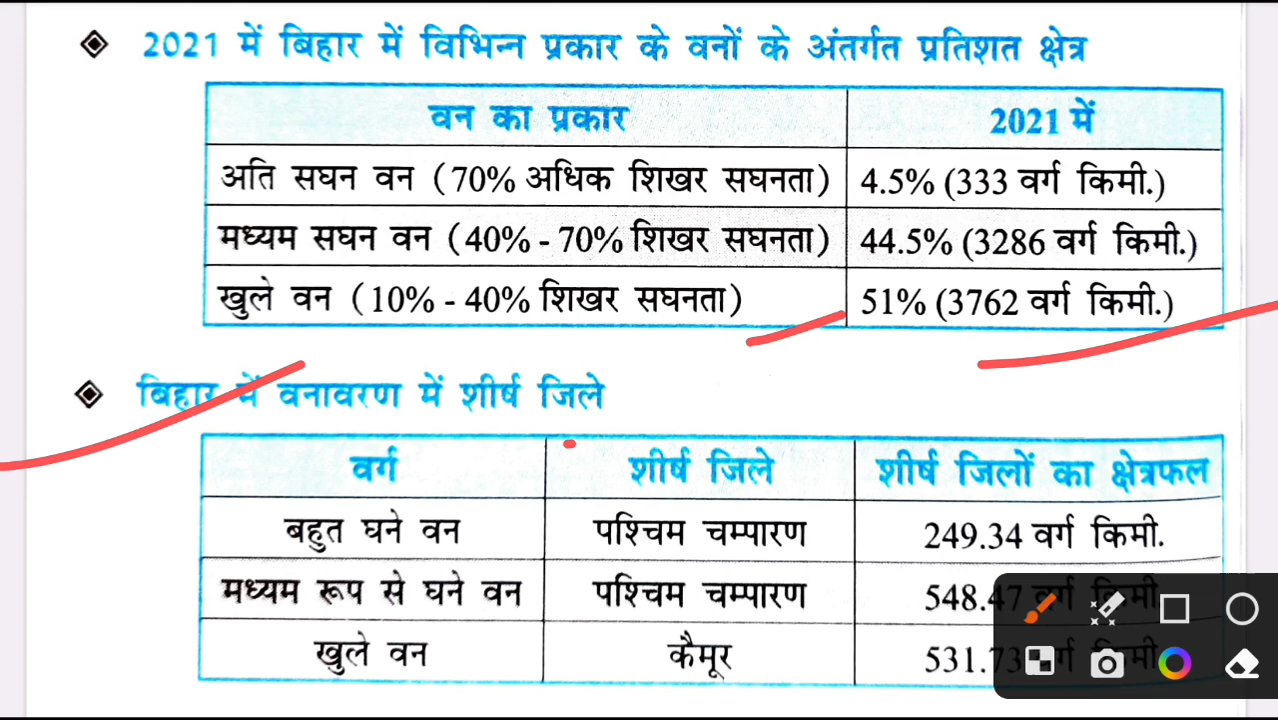 2021 में बिहार में विभिन्न प्रकार के वनों के अंतर्गत प्रतिशत क्षेत्र
वन का प्रकार 2021 में
अति सघन वन (70% अधिक शिखर सघनता) 4.5% (333 वर्ग किमी.)
मध्यम सघन वन (40% - 70% शिखर सघनता) 44.5% (3286 वर्ग किमी.)
खुले वन (10% - 40% शिखर सघनता) 51% (3762 वर्ग किमी.)
बिहार में वनावरण में शीर्ष जिले
वर्ग शीर्ष जिले शीर्ष जिलों का क्षेत्रफल
बहुत घने वन पश्चिम चम्पारण 249.34 वर्ग किमी.
मध्यम रूप से घने वन पश्चिम चम्पारण 548.47 वर्ग किमी
खुले वन कैमूर 531.73 वर्ग किमी